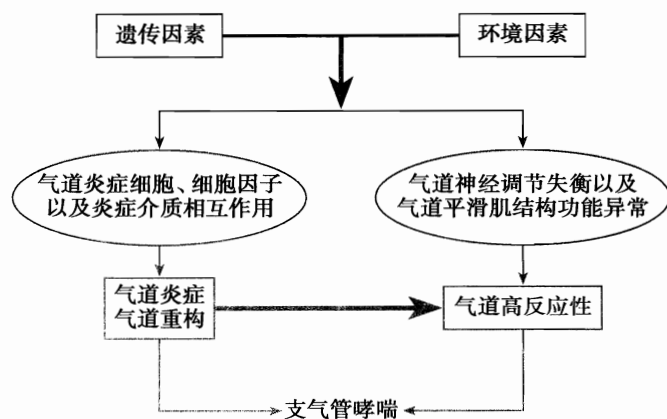 遗传因素
环境因素
气道炎症细胞、细胞因子
以及炎症介质相互作用
气道神经调节失衡以及
气道平滑肌结构功能异常
气道炎症
气道重构
气道高反应性
支气管哮喘